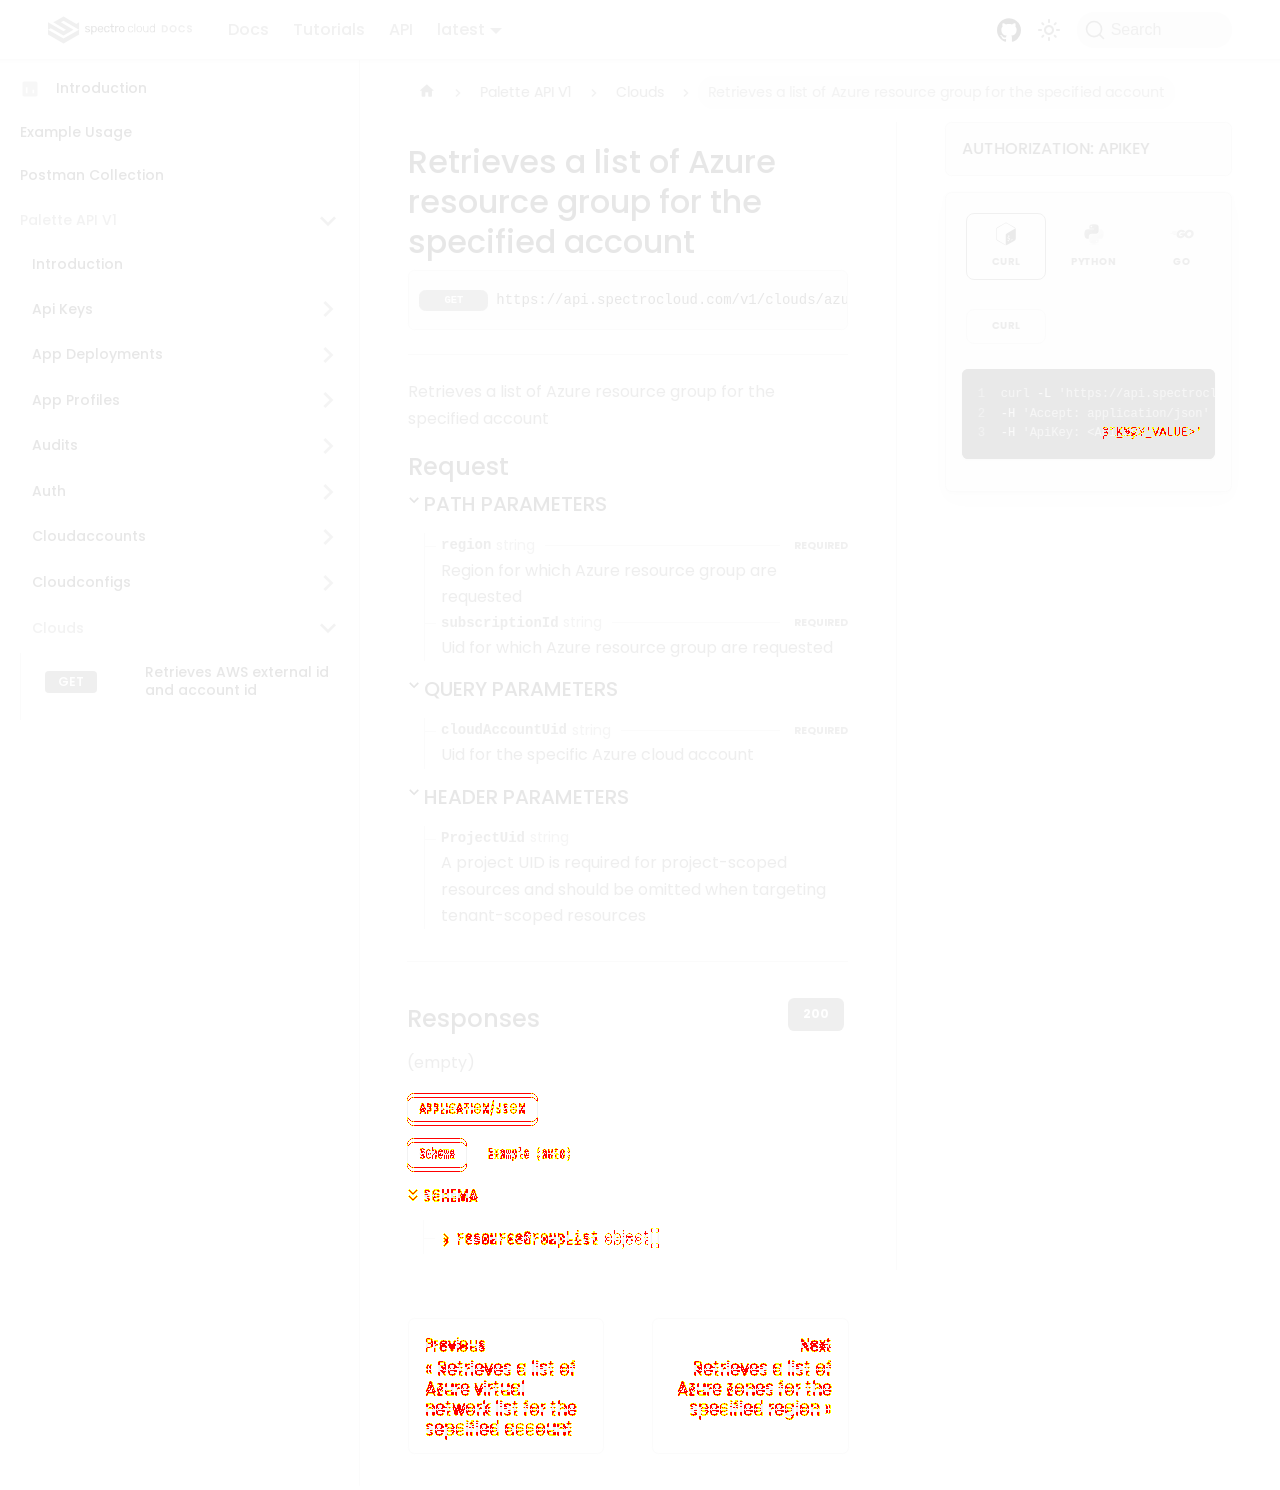 spectro cloud DOCS
Docs
Tutorials
API
latest
Search
Introduction
Example Usage
Postman Collection
Palette API V1
Introduction
Api Keys
App Deployments
App Profiles
Audits
Auth
Cloudaccounts
Cloudconfigs
Clouds
GET Retrieves AWS external id
and account id
Palette API V1 > Clouds > Retrieves a list of Azure resource group for the specified account
Retrieves a list of Azure
resource group for the
specified account
GET https://api.spectrocloud.com/v1/clouds/azu
Retrieves a list of Azure resource group for the
specified account
Request
PATH PARAMETERS
region string REQUIRED
Region for which Azure resource group are
requested
subscriptionId string REQUIRED
Uid for which Azure resource group are requested
QUERY PARAMETERS
cloudAccountUid string REQUIRED
Uid for the specific Azure cloud account
HEADER PARAMETERS
ProjectUid string
A project UID is required for project-scoped
resources and should be omitted when targeting
tenant-scoped resources
Responses
200
(empty)
APPLICATION/JSON
Schema Example (auto)
SCHEMA
resourceGroupList object[]
Previous
« Retrieves a list of
Azure virtual
network list for the
sepcified account
Next
Retrieves a list of
Azure zones for the
specified region »
AUTHORIZATION: APIKEY
CURL
PYTHON
GO
GO
CURL
1 curl -L 'https://api.spectrocl
2 -H 'Accept: application/json'
3 -H 'ApiKey: